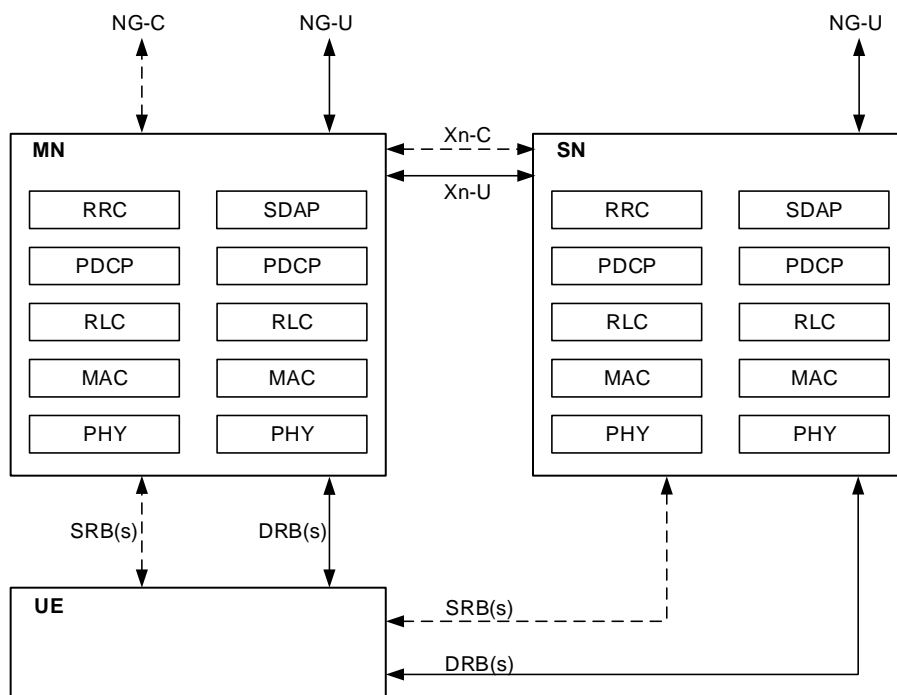 NG-C NG-U NG-U
MN Xn-C SN
Xn-U
RRC SDAP RRC SDAP
PDCP PDCP PDCP PDCP
RLC RLC RLC RLC
MAC MAC MAC MAC
PHY PHY PHY PHY
SRB(s) DRB(s)
UE SRB(s)
DRB(s)